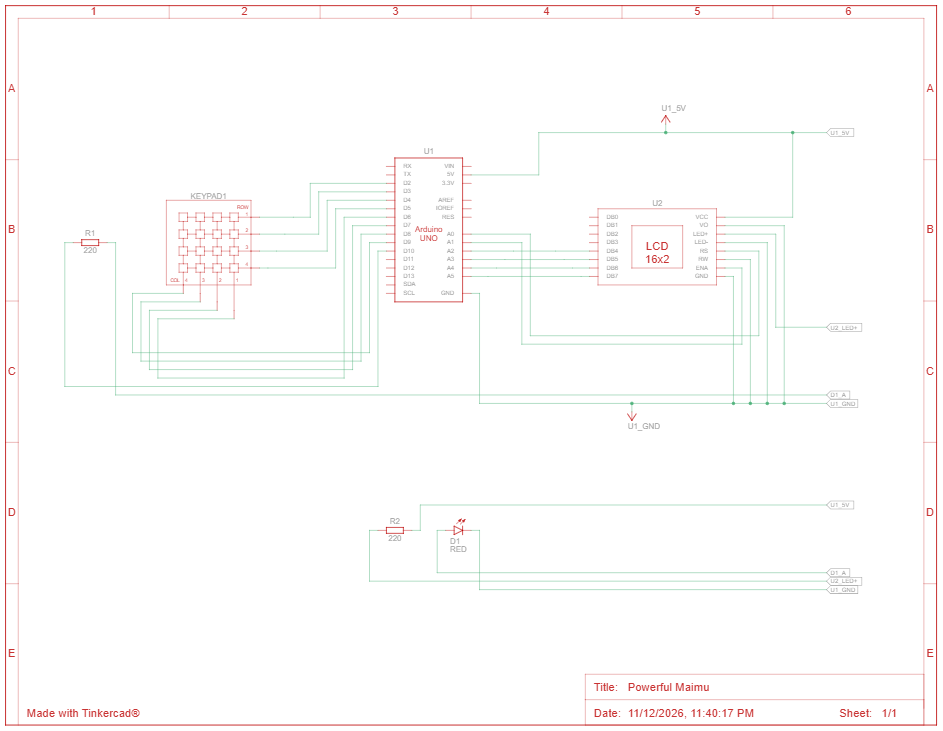 1 2 3 4 5 6
A A
U1_5V
U1_5V
U1
RX VIN
TX 5V
D2 3.3V
D3
D4 AREF
D5 IOREF
D6 RES
D7
D8 A0
D9 A1
D10 A2
D11 A3
D12 A4
D13 A5
SDA
SCL GND
Arduino
UNO
KEYPAD1
ROW
1
2
3
4
COL 4 3 2 1
B B
R1
220
U2
DB0 VCC
DB1 VO
DB2 LED+
DB3 LED-
DB4 RS
DB5 RW
DB6 ENA
DB7 GND
LCD
16x2
U2_LED+
C C
D1_A
U1_GND
U1_GND
D D
U1_5V
R2
220
D1
RED
D1_A
U2_LED+
U1_GND
E E
Title: Powerful Maimu
Made with Tinkercad®
Date: 11/12/2026, 11:40:17 PM Sheet: 1/1